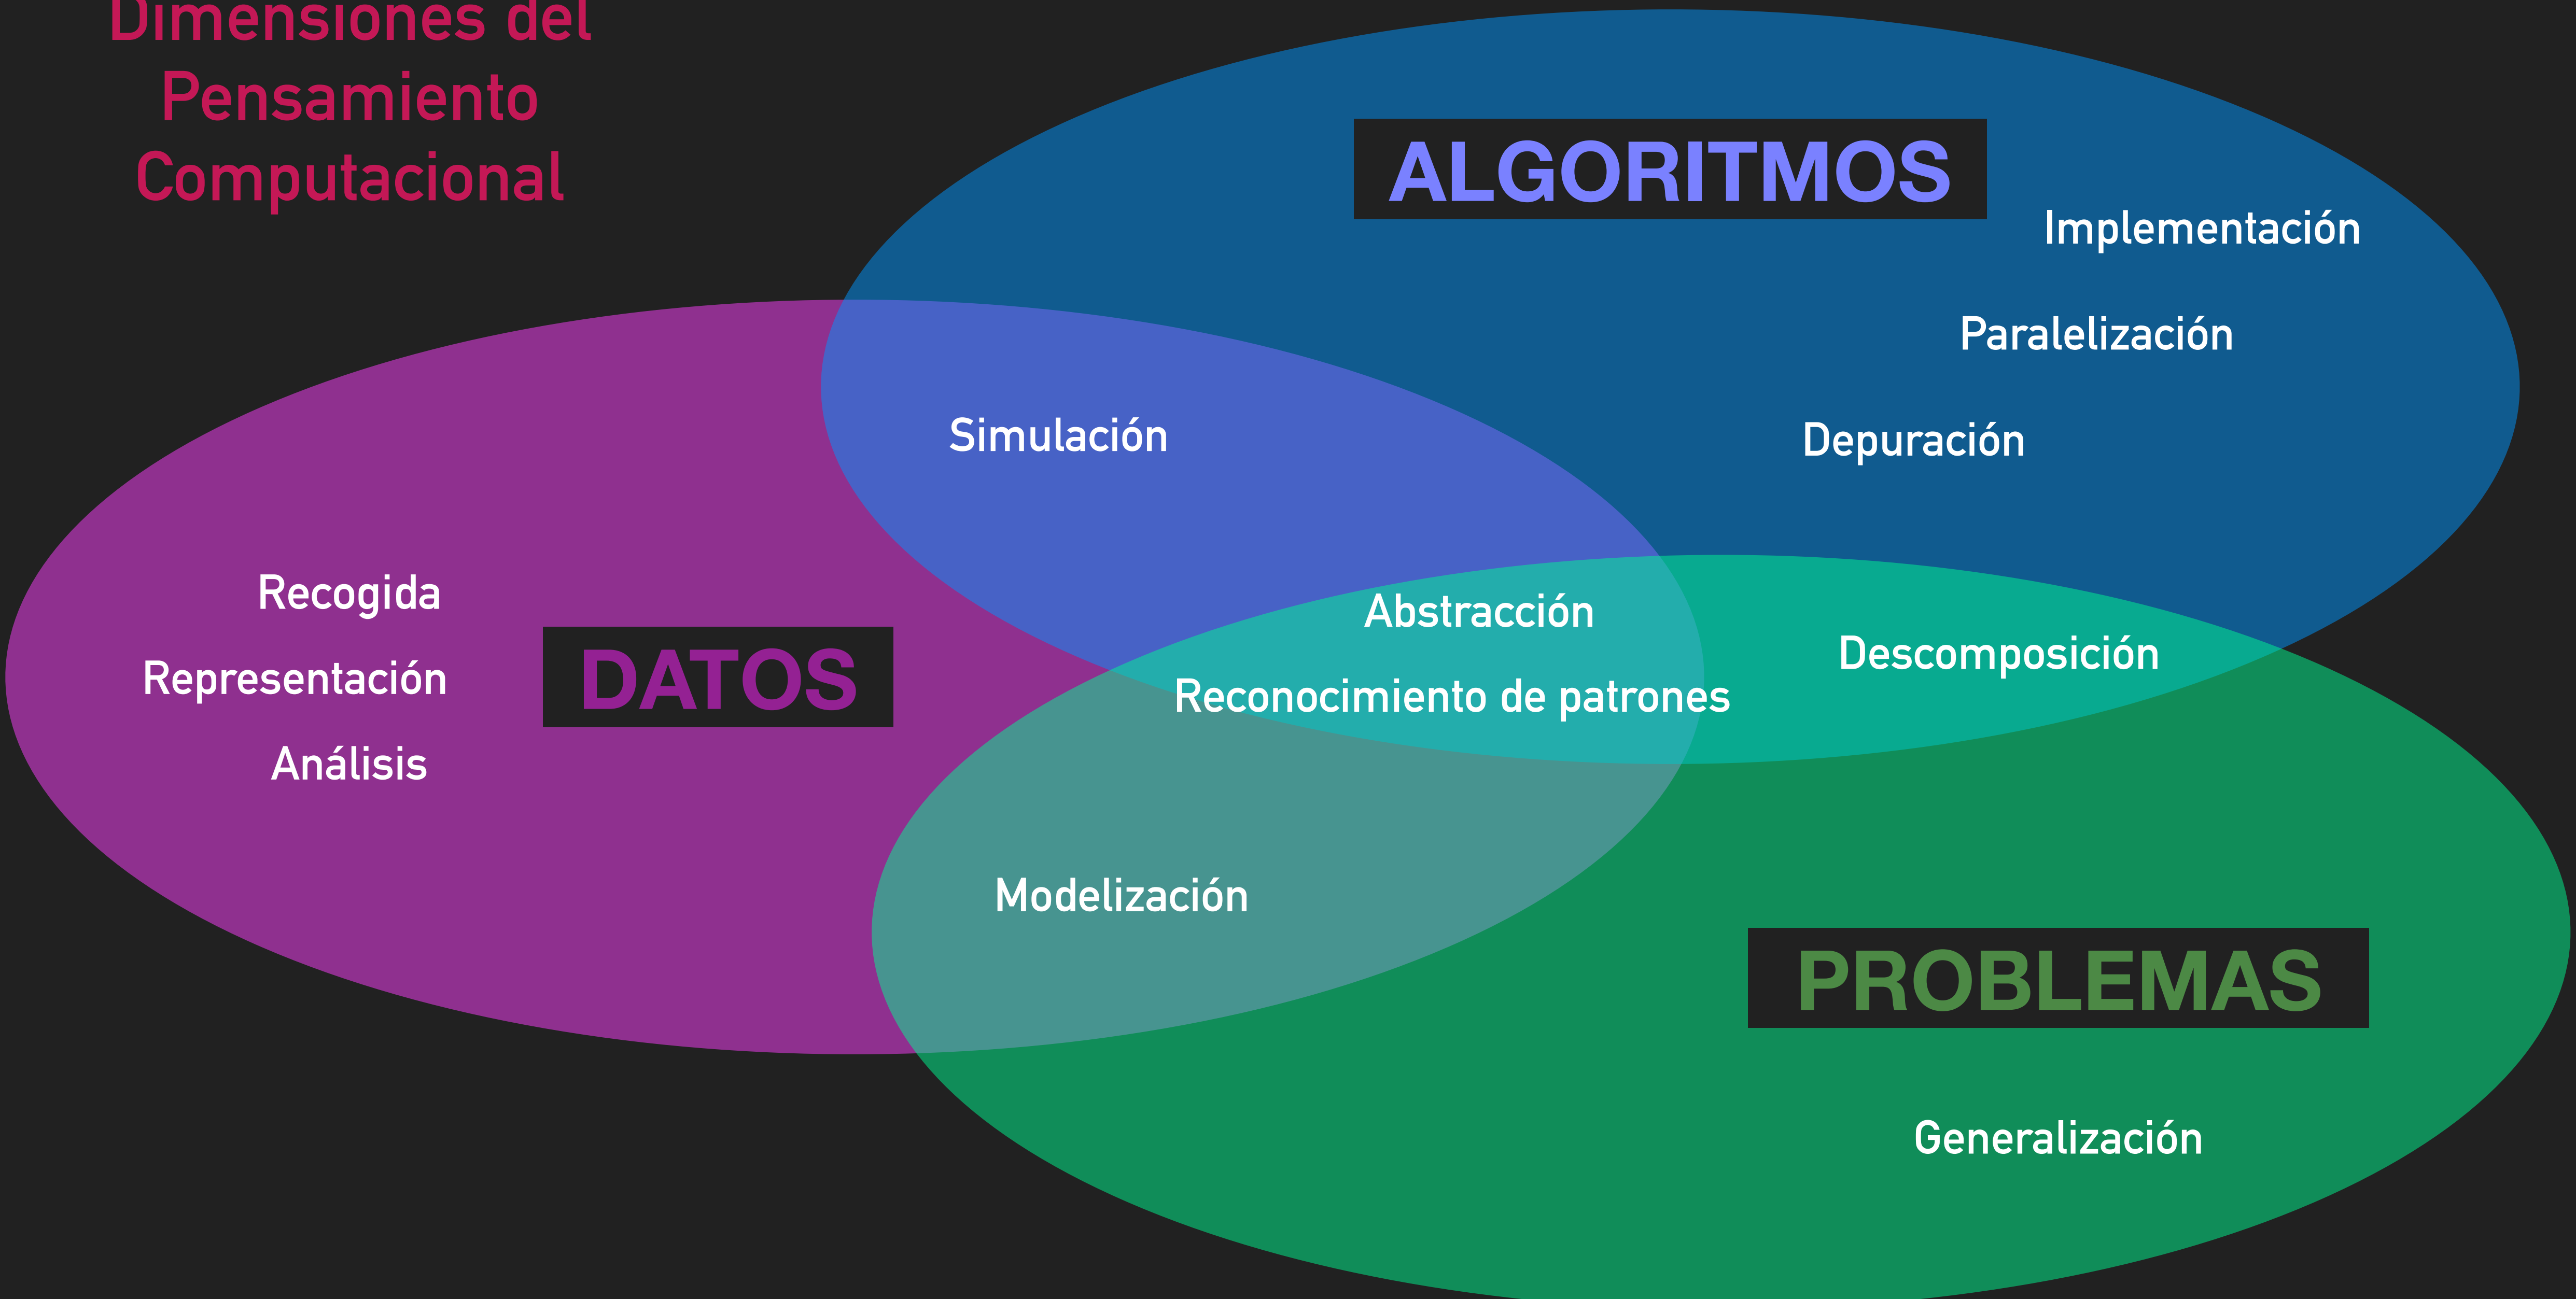 Dimensiones del
Pensamiento
Computacional
ALGORITMOS
Implementación
Paralelización
Depuración
Simulación
Recogida
Representación
Análisis
DATOS
Abstracción
Reconocimiento de patrones
Descomposición
Modelización
PROBLEMAS
Generalización